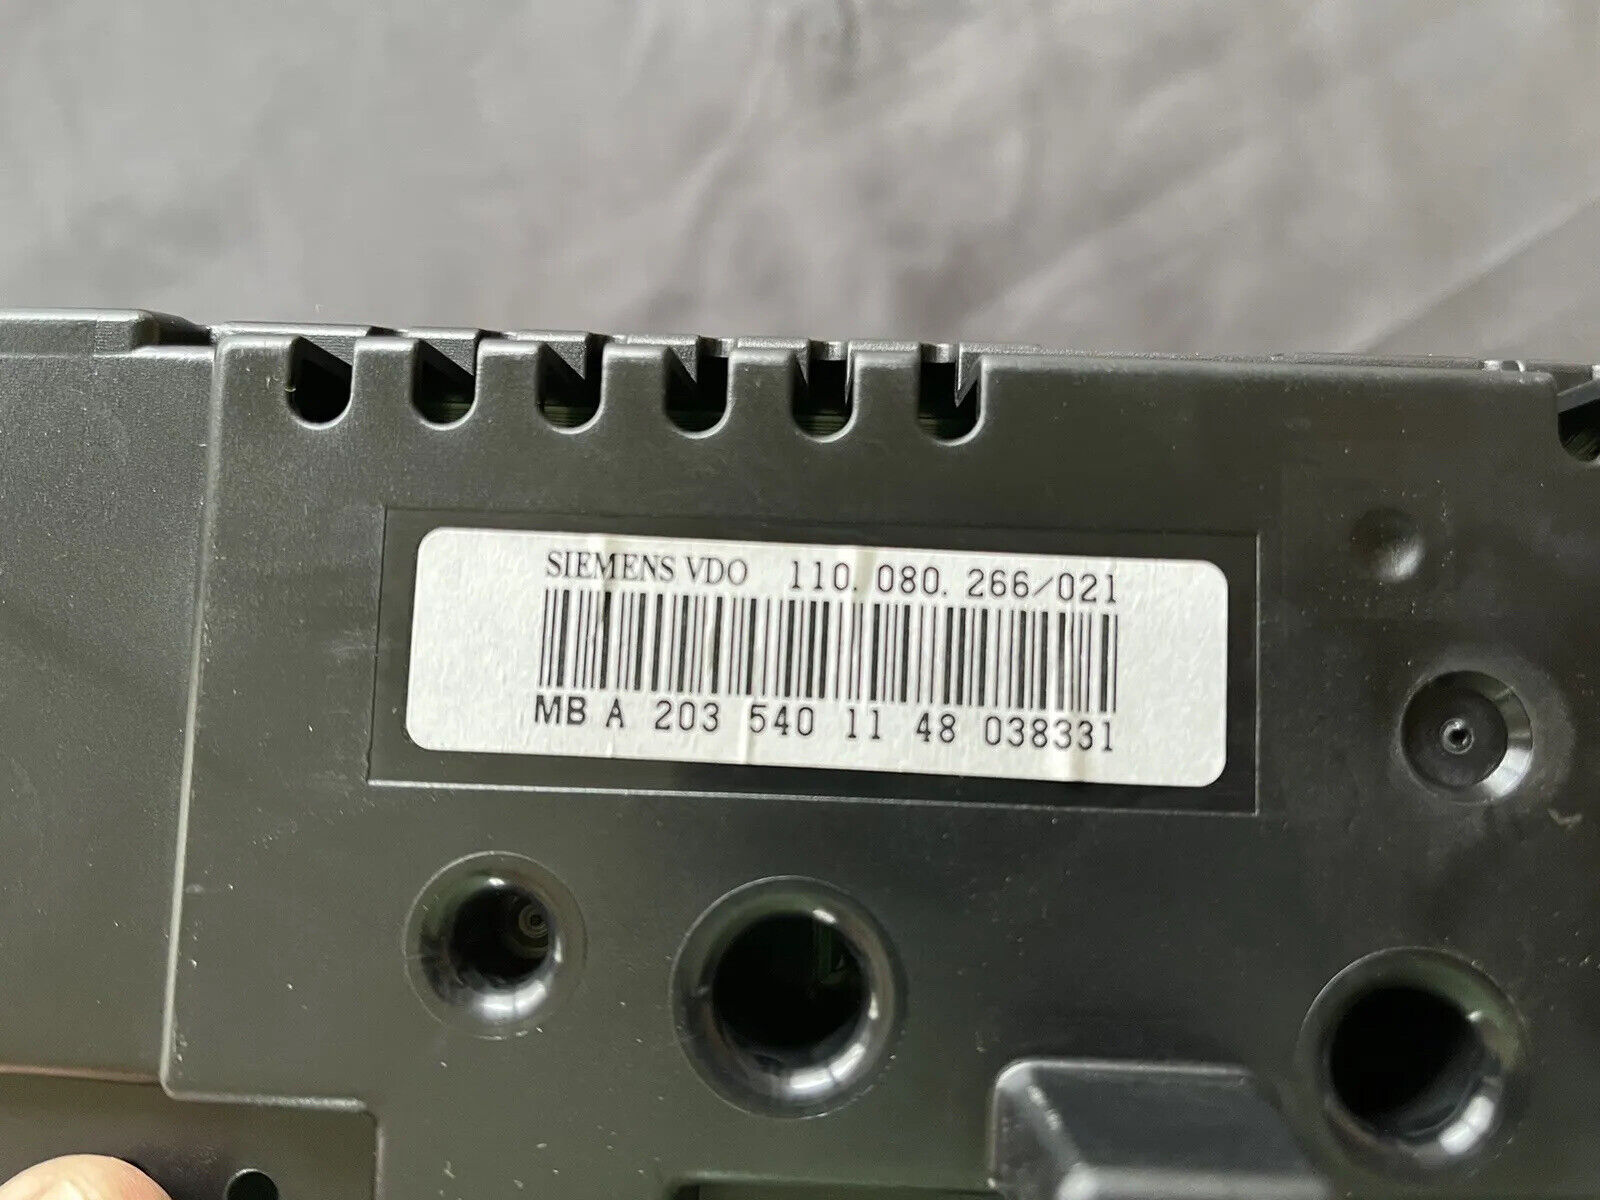 SIEMENS VDO 110.080.266/021
MB A 203 540 11 48 038331